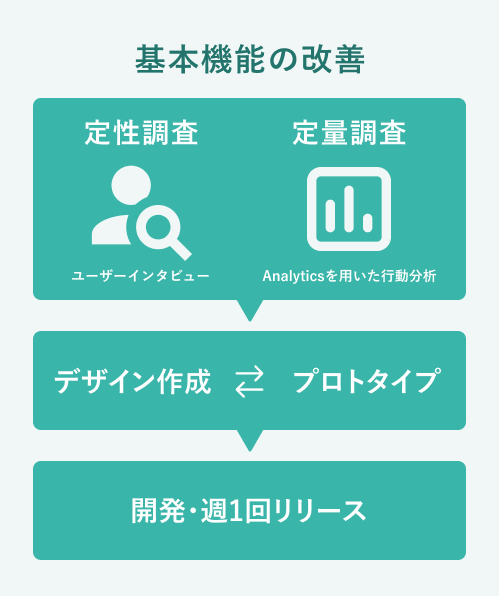 基本機能の改善
定性調査
定量調査
ユーザーインタビュー
Analyticsを用いた行動分析
デザイン作成 ⇄ プロトタイプ
開発・週1回リリース